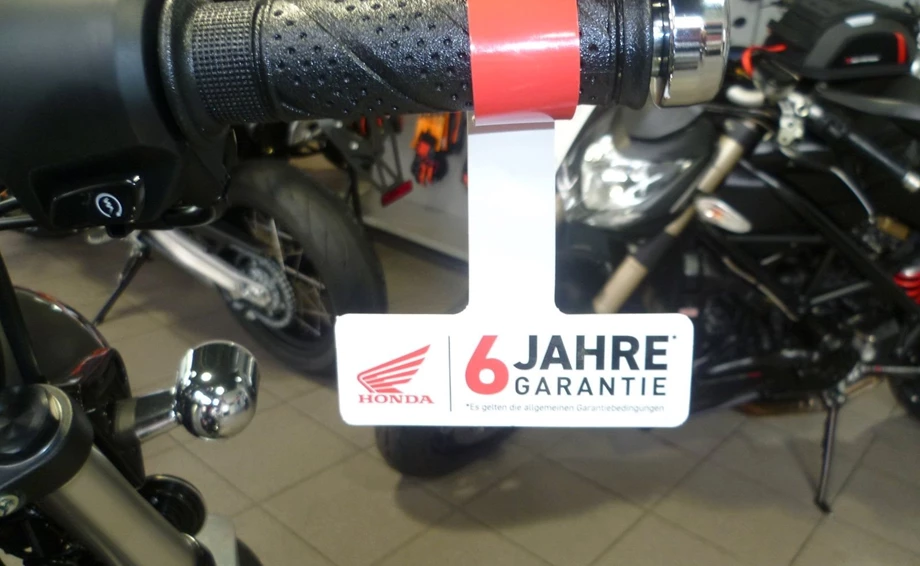 HONDA
6 JAHRE*
GARANTIE
*Es gelten die allgemeinen Garantiebedingungen